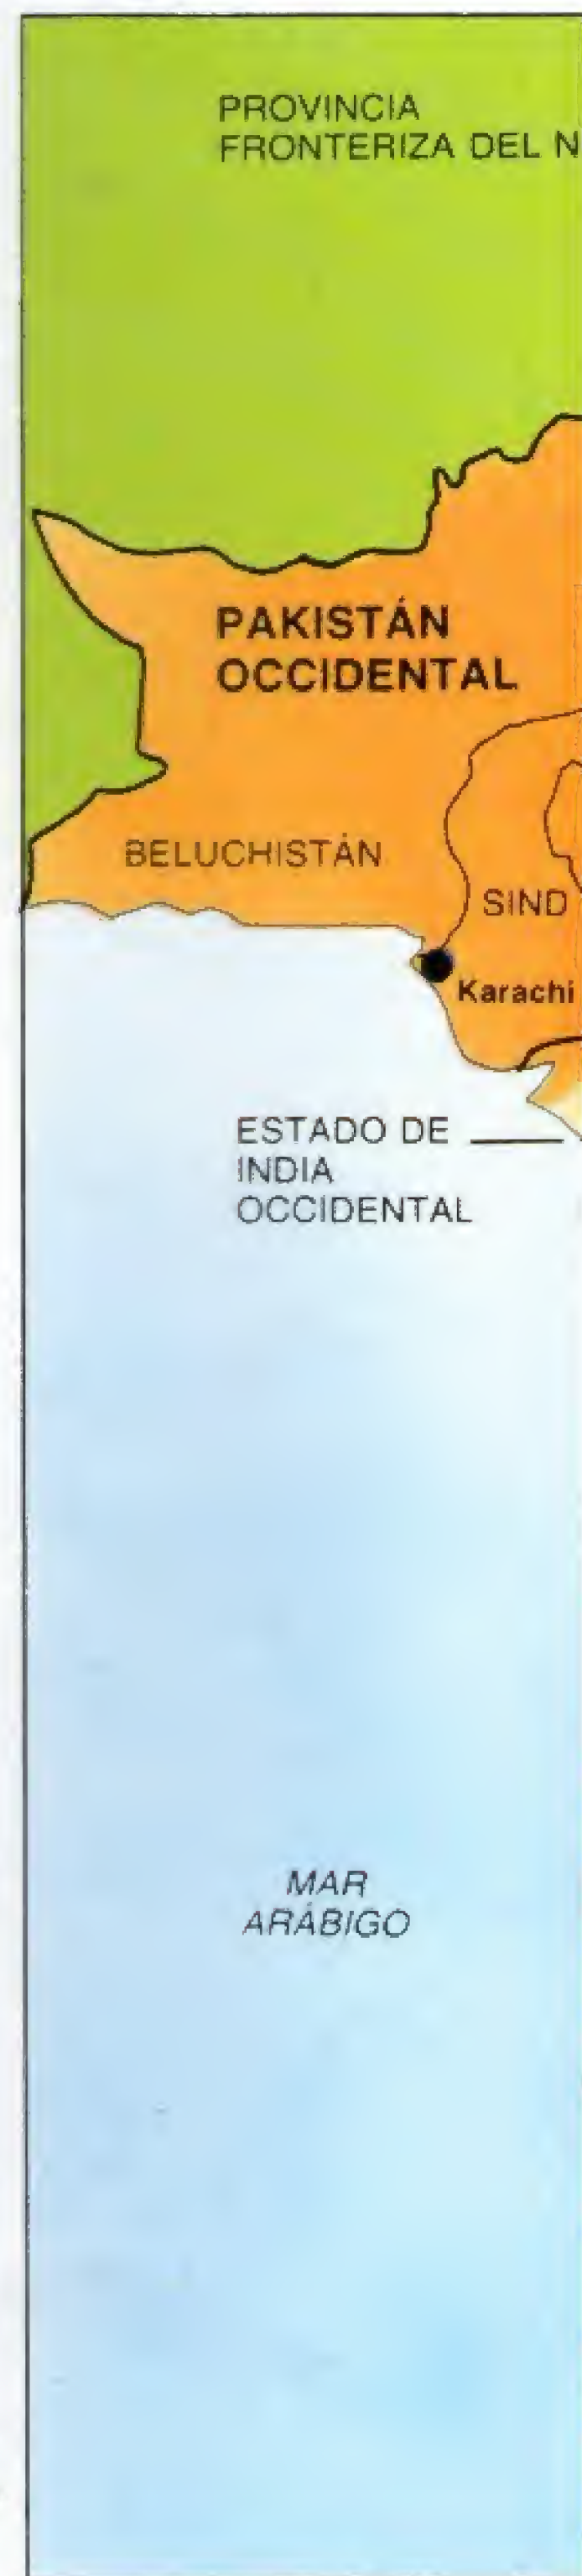 PROVINCIA
FRONTERIZA DEL N
PAKISTÁN
OCCIDENTAL
BELUCHISTÁN
SIND
Karachi
ESTADO DE
INDIA
OCCIDENTAL
MAR
ARÁBIGO